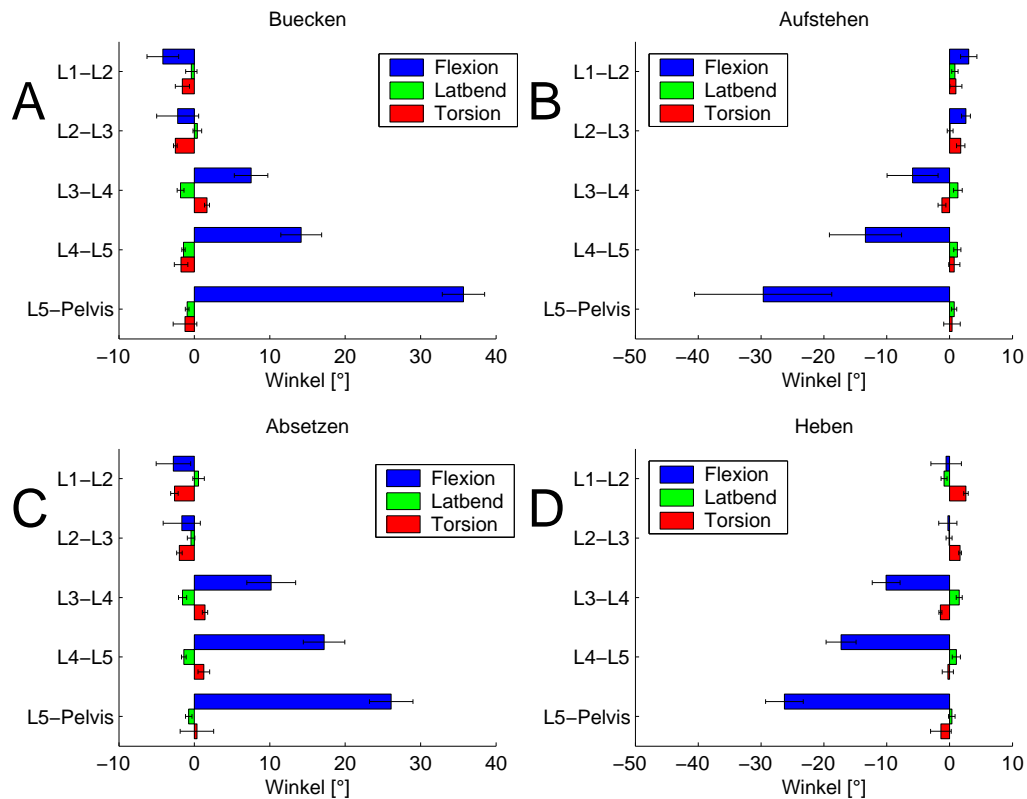 Buecken
A
L1−L2
L2−L3
L3−L4
L4−L5
L5−Pelvis
Flexion
Latbend
Torsion
−10 0 10 20 30 40
Winkel [°]
Aufstehen
B
L1−L2
L2−L3
L3−L4
L4−L5
L5−Pelvis
Flexion
Latbend
Torsion
−50 −40 −30 −20 −10 0 10
Winkel [°]
Absetzen
C
L1−L2
L2−L3
L3−L4
L4−L5
L5−Pelvis
Flexion
Latbend
Torsion
−10 0 10 20 30 40
Winkel [°]
Heben
D
L1−L2
L2−L3
L3−L4
L4−L5
L5−Pelvis
Flexion
Latbend
Torsion
−50 −40 −30 −20 −10 0 10
Winkel [°]